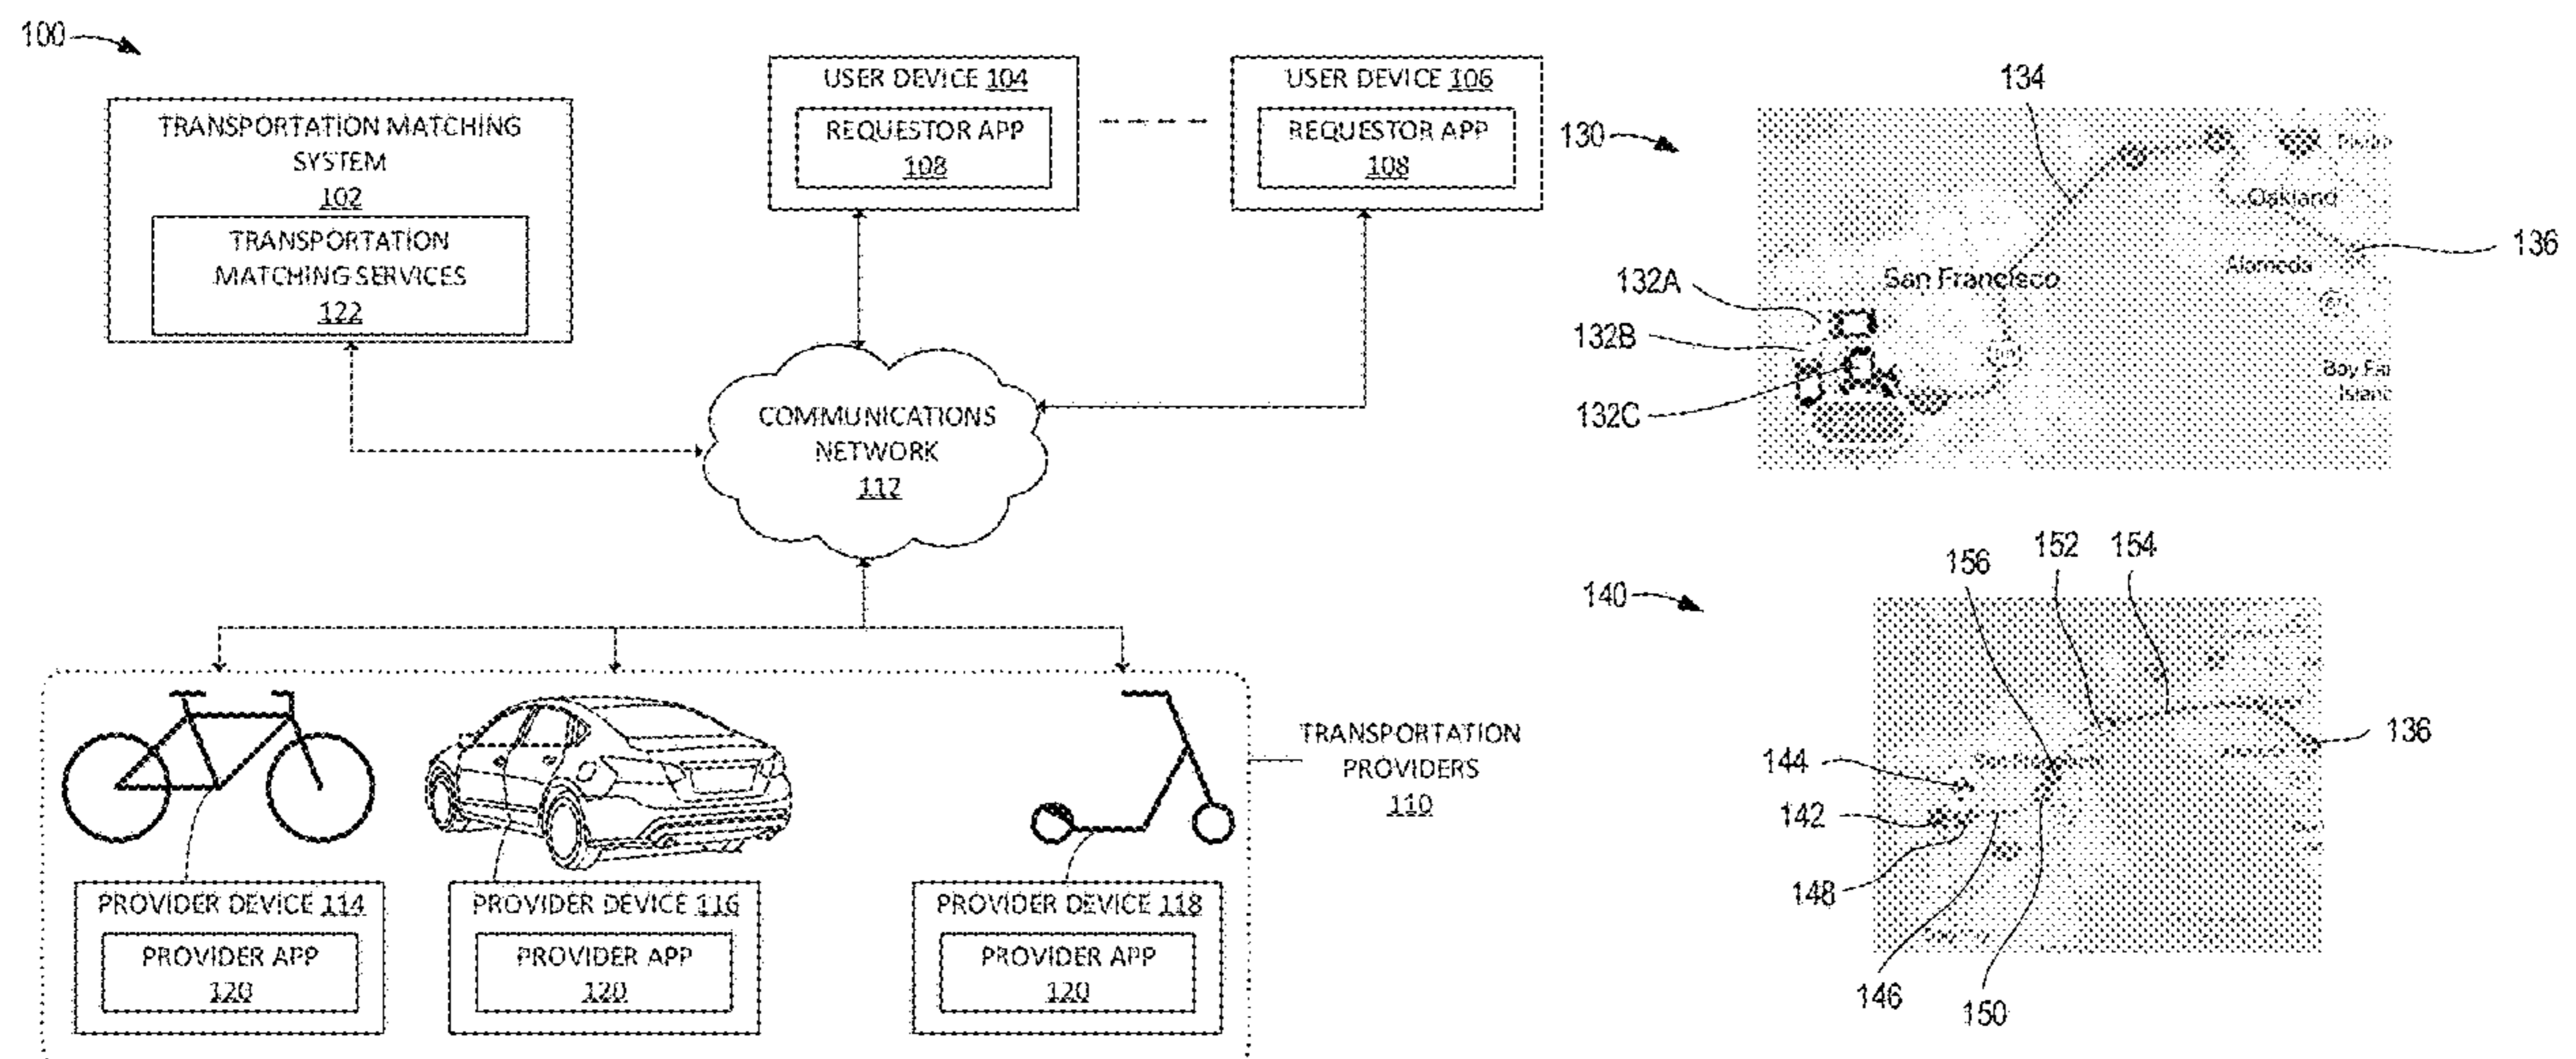 100
TRANSPORTATION MATCHING
SYSTEM
102
TRANSPORTATION
MATCHING SERVICES
122
USER DEVICE 104
REQUESTOR APP
108
USER DEVICE 106
REQUESTOR APP
108
COMMUNICATIONS
NETWORK
112
TRANSPORTATION
PROVIDERS
110
PROVIDER DEVICE 114
PROVIDER APP
120
PROVIDER DEVICE 116
PROVIDER APP
120
PROVIDER DEVICE 118
PROVIDER APP
120
130
134
Oakland
136
Alameda
San Francisco
132A
132B
132C
Bay
140
156
152
154
136
144
142
148
146
150